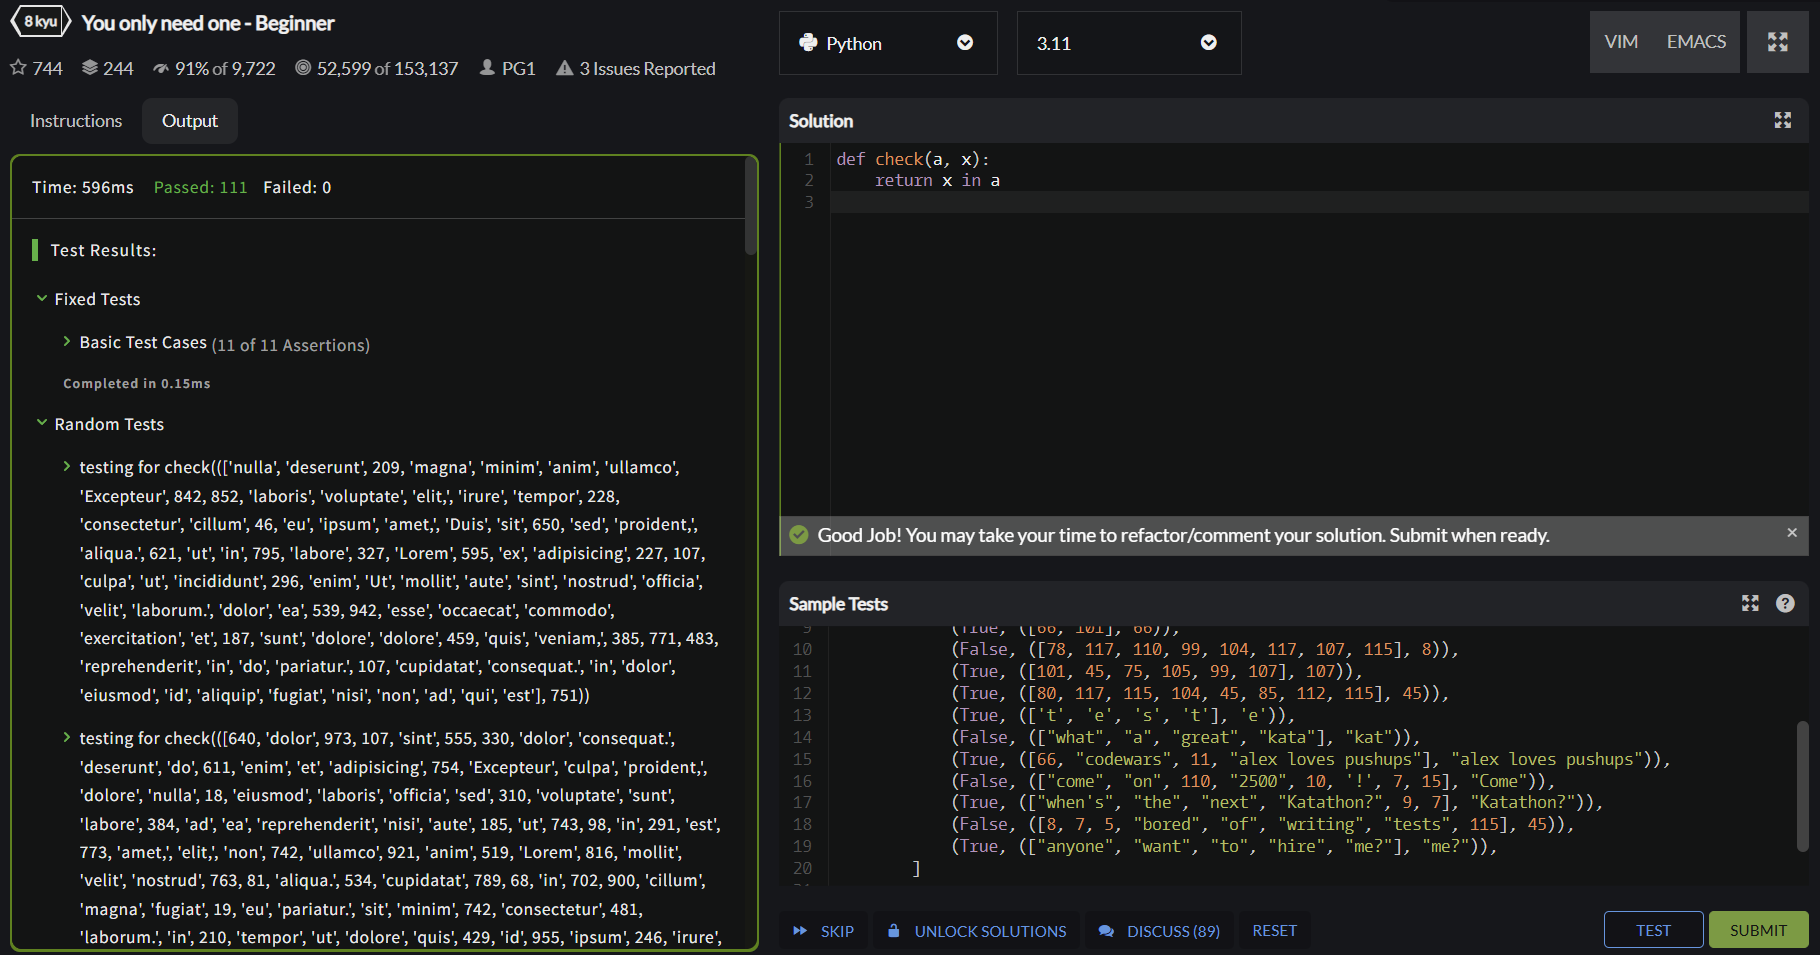 8 kyu You only need one - Beginner
744 244 91% of 9,722 52,599 of 153,137 PG1 3 Issues Reported
Instructions Output
Time: 596ms Passed: 111 Failed: 0
Test Results:
Fixed Tests
Basic Test Cases (11 of 11 Assertions)
Completed in 0.15ms
Random Tests
testing for check((['nulla', 'deserunt', 209, 'magna', 'minim', 'anim', 'ullamco',
'Excepteur', 842, 852, 'laboris', 'voluptate', 'elit,', 'irure', 'tempor', 228,
'consectetur', 'cillum', 46, 'eu', 'ipsum', 'amet,', 'Duis', 'sit', 650, 'sed', 'proident,',
'aliqua.', 621, 'ut', 'in', 795, 'labore', 327, 'Lorem', 595, 'ex', 'adipisicing', 227, 107,
'culpa', 'ut', 'incididunt', 296, 'enim', 'Ut', 'mollit', 'aute', 'sint', 'nostrud', 'officia',
'velit', 'laborum.', 'dolor', 'ea', 539, 942, 'esse', 'occaecat', 'commodo',
'exercitation', 'et', 187, 'sunt', 'dolore', 'dolore', 459, 'quis', 'veniam,', 385, 771, 483,
'reprehenderit', 'in', 'do', 'pariatur.', 107, 'cupidatat', 'consequat.', 'in', 'dolor',
'eiusmod', 'id', 'aliquip', 'fugiat', 'nisi', 'non', 'ad', 'qui', 'est'], 751))
testing for check(([640, 'dolor', 973, 107, 'sint', 555, 330, 'dolor', 'consequat.',
'deserunt', 'do', 611, 'enim', 'et', 'adipisicing', 754, 'Excepteur', 'culpa', 'proident,',
'dolore', 'nulla', 18, 'eiusmod', 'laboris', 'officia', 'sed', 310, 'voluptate', 'sunt',
'labore', 384, 'ad', 'ea', 'reprehenderit', 'nisi', 'aute', 185, 'ut', 743, 98, 'in', 291, 'est',
773, 'amet,', 'elit,', 'non', 742, 'ullamco', 921, 'anim', 519, 'Lorem', 816, 'mollit',
'velit', 'nostrud', 763, 81, 'aliqua.', 534, 'cupidatat', 789, 68, 'in', 702, 900, 'cillum',
'magna', 'fugiat', 19, 'eu', 'pariatur.', 'sit', 'minim', 742, 'consectetur', 481,
'laborum.', 'in', 210, 'tempor', 'ut', 'dolore', 'quis', 429, 'id', 955, 'ipsum', 246, 'irure',
Python 3.11 VIM EMACS
Solution
1 def check(a, x):
2     return x in a
3
Good Job! You may take your time to refactor/comment your solution. Submit when ready. ×
Sample Tests ?
9 (True, ([66, 101], 66)),
10 (False, ([78, 117, 110, 99, 104, 117, 107, 115], 8)),
11 (True, ([101, 45, 75, 105, 99, 107], 107)),
12 (True, ([80, 117, 115, 104, 45, 85, 112, 115], 45)),
13 (True, (['t', 'e', 's', 't'], 'e')),
14 (False, (["what", "a", "great", "kata"], "kat")),
15 (True, ([66, "codewars", 11, "alex loves pushups"], "alex loves pushups")),
16 (False, (["come", "on", 110, "2500", 10, '!', 7, 15], "Come")),
17 (True, (["when's", "the", "next", "Katathon?", 9, 7], "Katathon?")),
18 (False, ([8, 7, 5, "bored", "of", "writing", "tests", 115], 45)),
19 (True, (["anyone", "want", "to", "hire", "me?"], "me?")),
20 ]
SKIP UNLOCK SOLUTIONS DISCUSS (89) RESET TEST SUBMIT